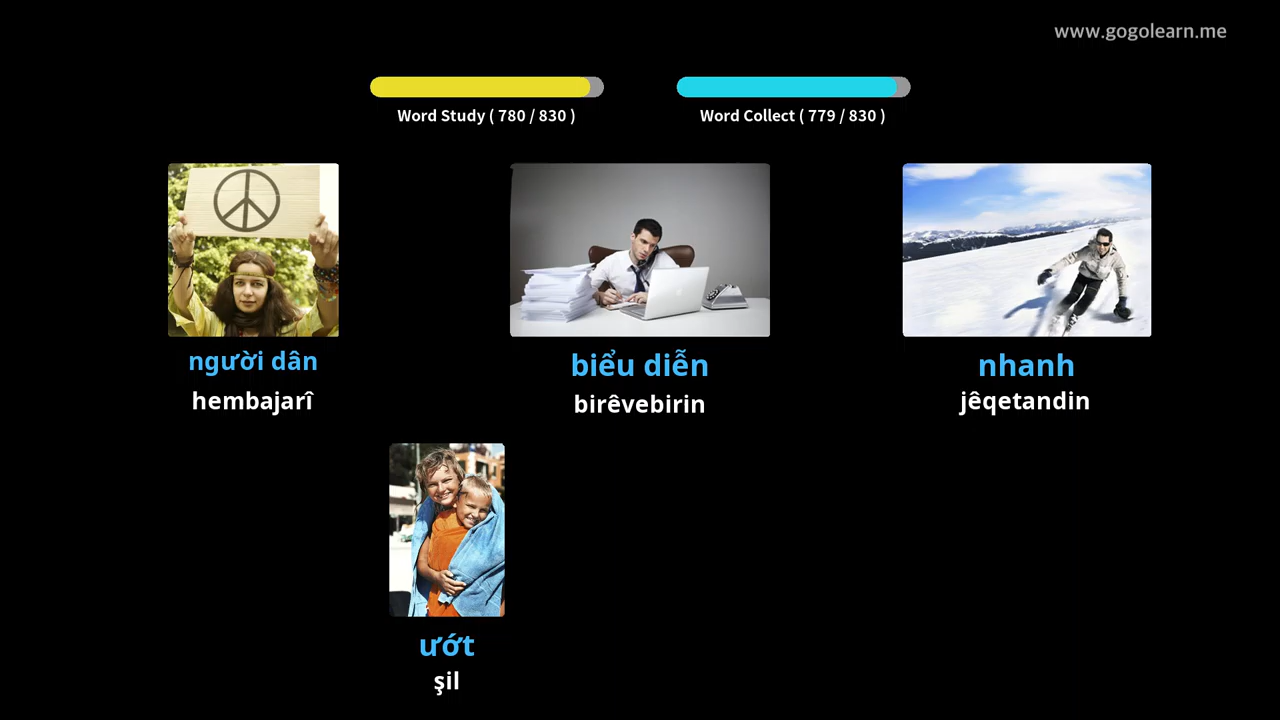 www.gogolearn.me
Word Study ( 780 / 830 )
Word Collect ( 779 / 830 )
người dân
hembajarî
biểu diễn
birêvebirin
nhanh
jêqetandin
ướt
şil